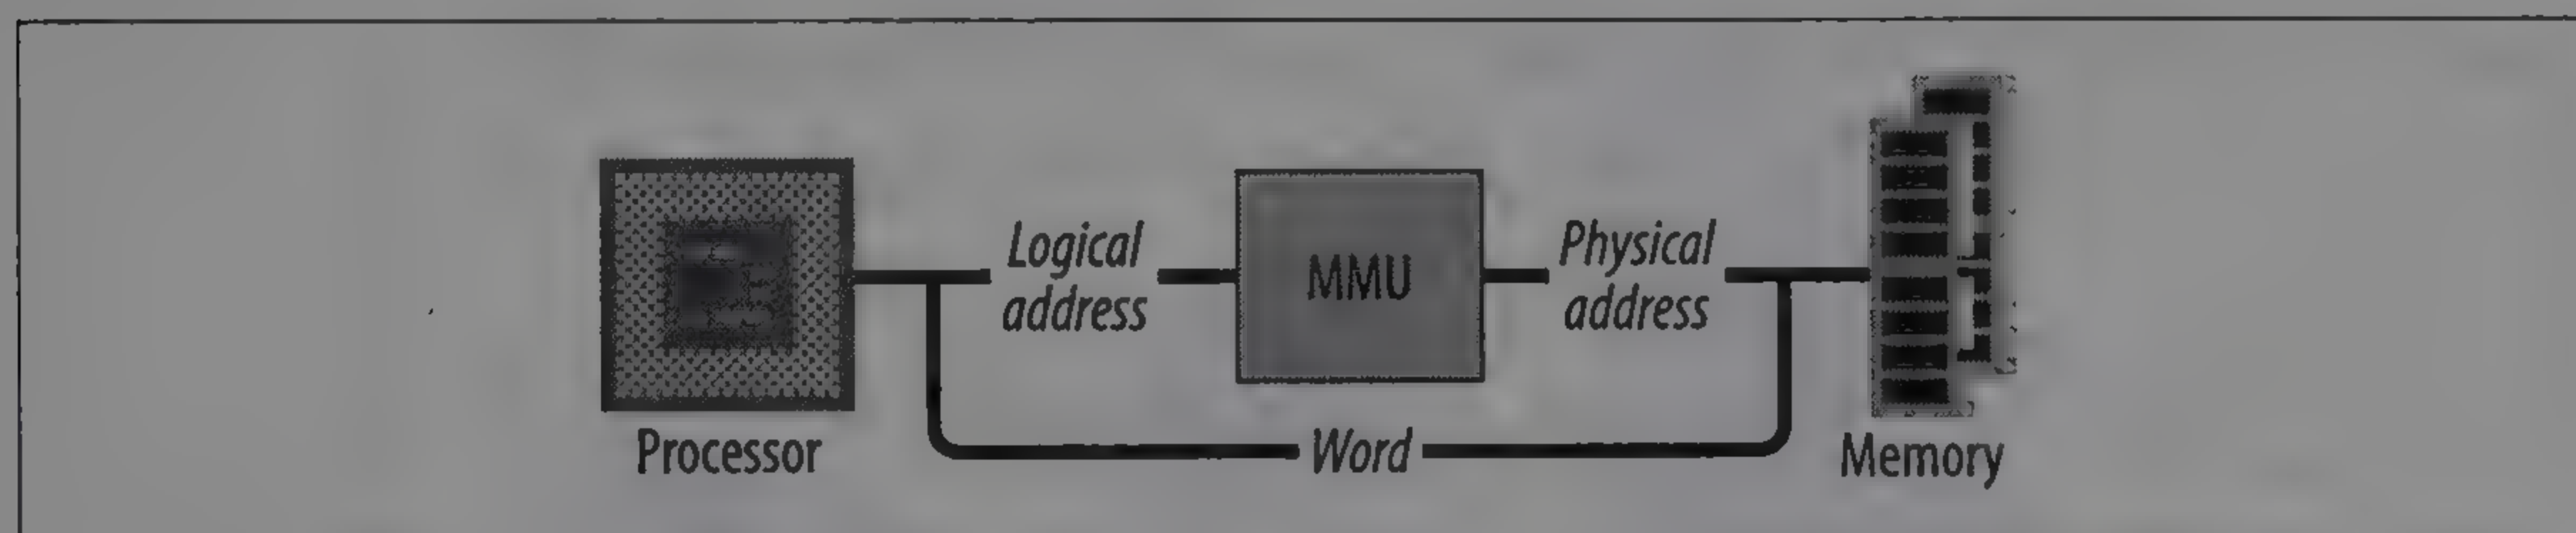 Logical
address
MMU
Physical
address
Processor
Word
Memory